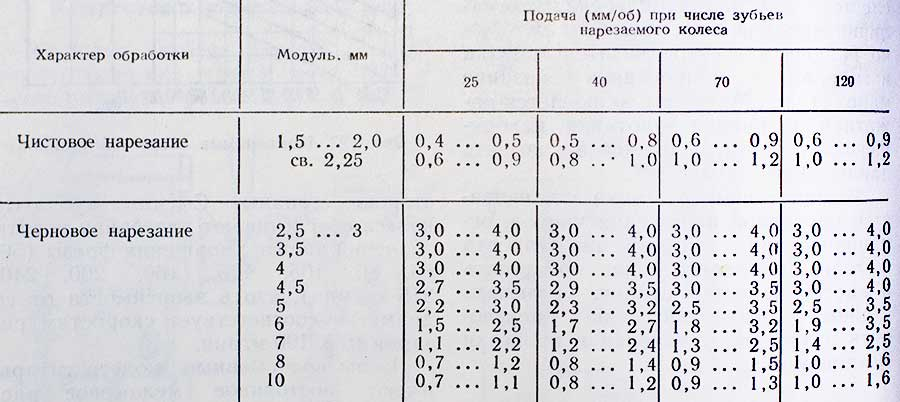 Подача (мм/об) при числе зубьев
нарезаемого колеса
Характер обработки Модуль. мм
25 40 70 120
Чистовое нарезание 1,5 ... 2,0 0,4 ... 0,5 0,5 ... 0,8 0,6 ... 0,9 0,6 ... 0,9
св. 2,25 0,6 ... 0,9 0,8 ... 1,0 1,0 ... 1,2 1,0 ... 1,2
Черновое нарезание 2,5 ... 3 3,0 ... 4,0 3,0 ... 4,0 3,0 ... 4,0 3,0 ... 4,0
3,5 3,0 ... 4,0 3,0 ... 4,0 3,0 ... 4,0 3,0 ... 4,0
4 3,0 ... 4,0 3,0 ... 4,0 3,0 ... 4,0 3,0 ... 4,0
4,5 2,7 ... 3,5 2,9 ... 3,5 3,0 ... 3,5 3,0 ... 4,0
5 2,2 ... 3,0 2,3 ... 3,2 2,5 ... 3,5 2,5 ... 3,5
6 1,5 ... 2,5 1,7 ... 2,7 1,8 ... 3,2 1,9 ... 3,5
7 1,1 ... 2,2 1,2 ... 2,4 1,3 ... 2,5 1,4 ... 2,5
8 0,7 ... 1,2 0,8 ... 1,4 0,9 ... 1,5 1,0 ... 1,6
10 0,7 ... 1,1 0,8 ... 1,2 0,9 ... 1,3 1,0 ... 1,6